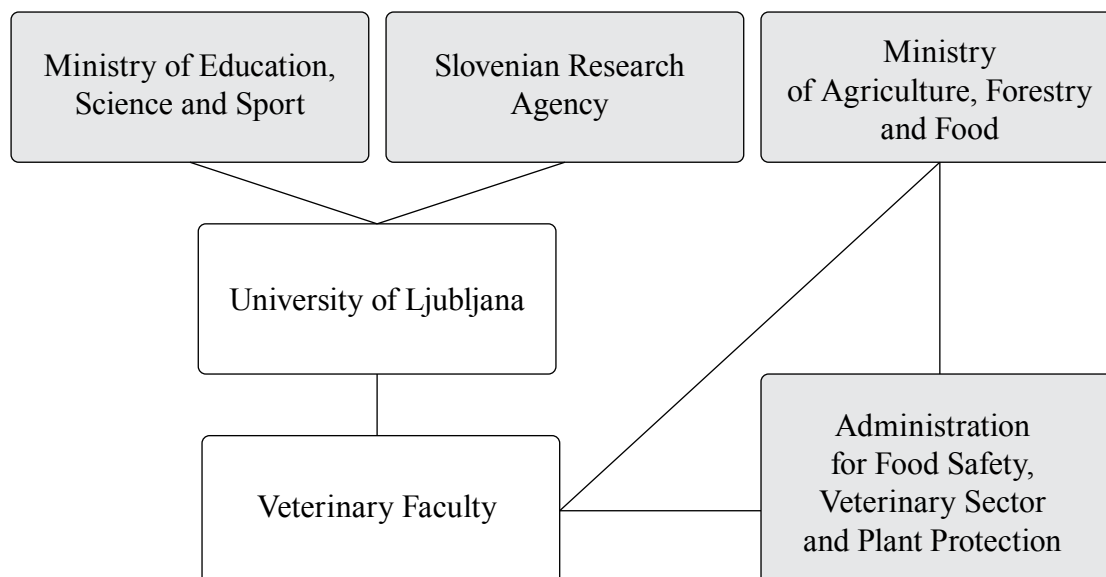 Ministry of Education,
Science and Sport
Slovenian Research
Agency
Ministry
of Agriculture, Forestry
and Food
University of Ljubljana
Veterinary Faculty
Administration
for Food Safety,
Veterinary Sector
and Plant Protection